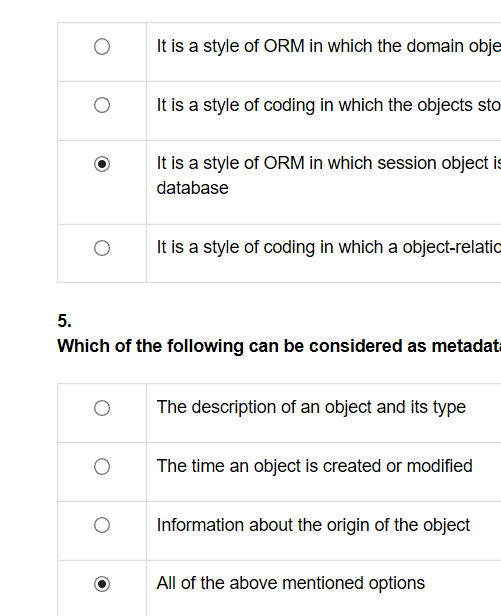 It is a style of ORM in which the domain obje
It is a style of coding in which the objects sto
It is a style of ORM in which session object is
database
It is a style of coding in which a object-relatio
5.
Which of the following can be considered as metadata
The description of an object and its type
The time an object is created or modified
Information about the origin of the object
All of the above mentioned options